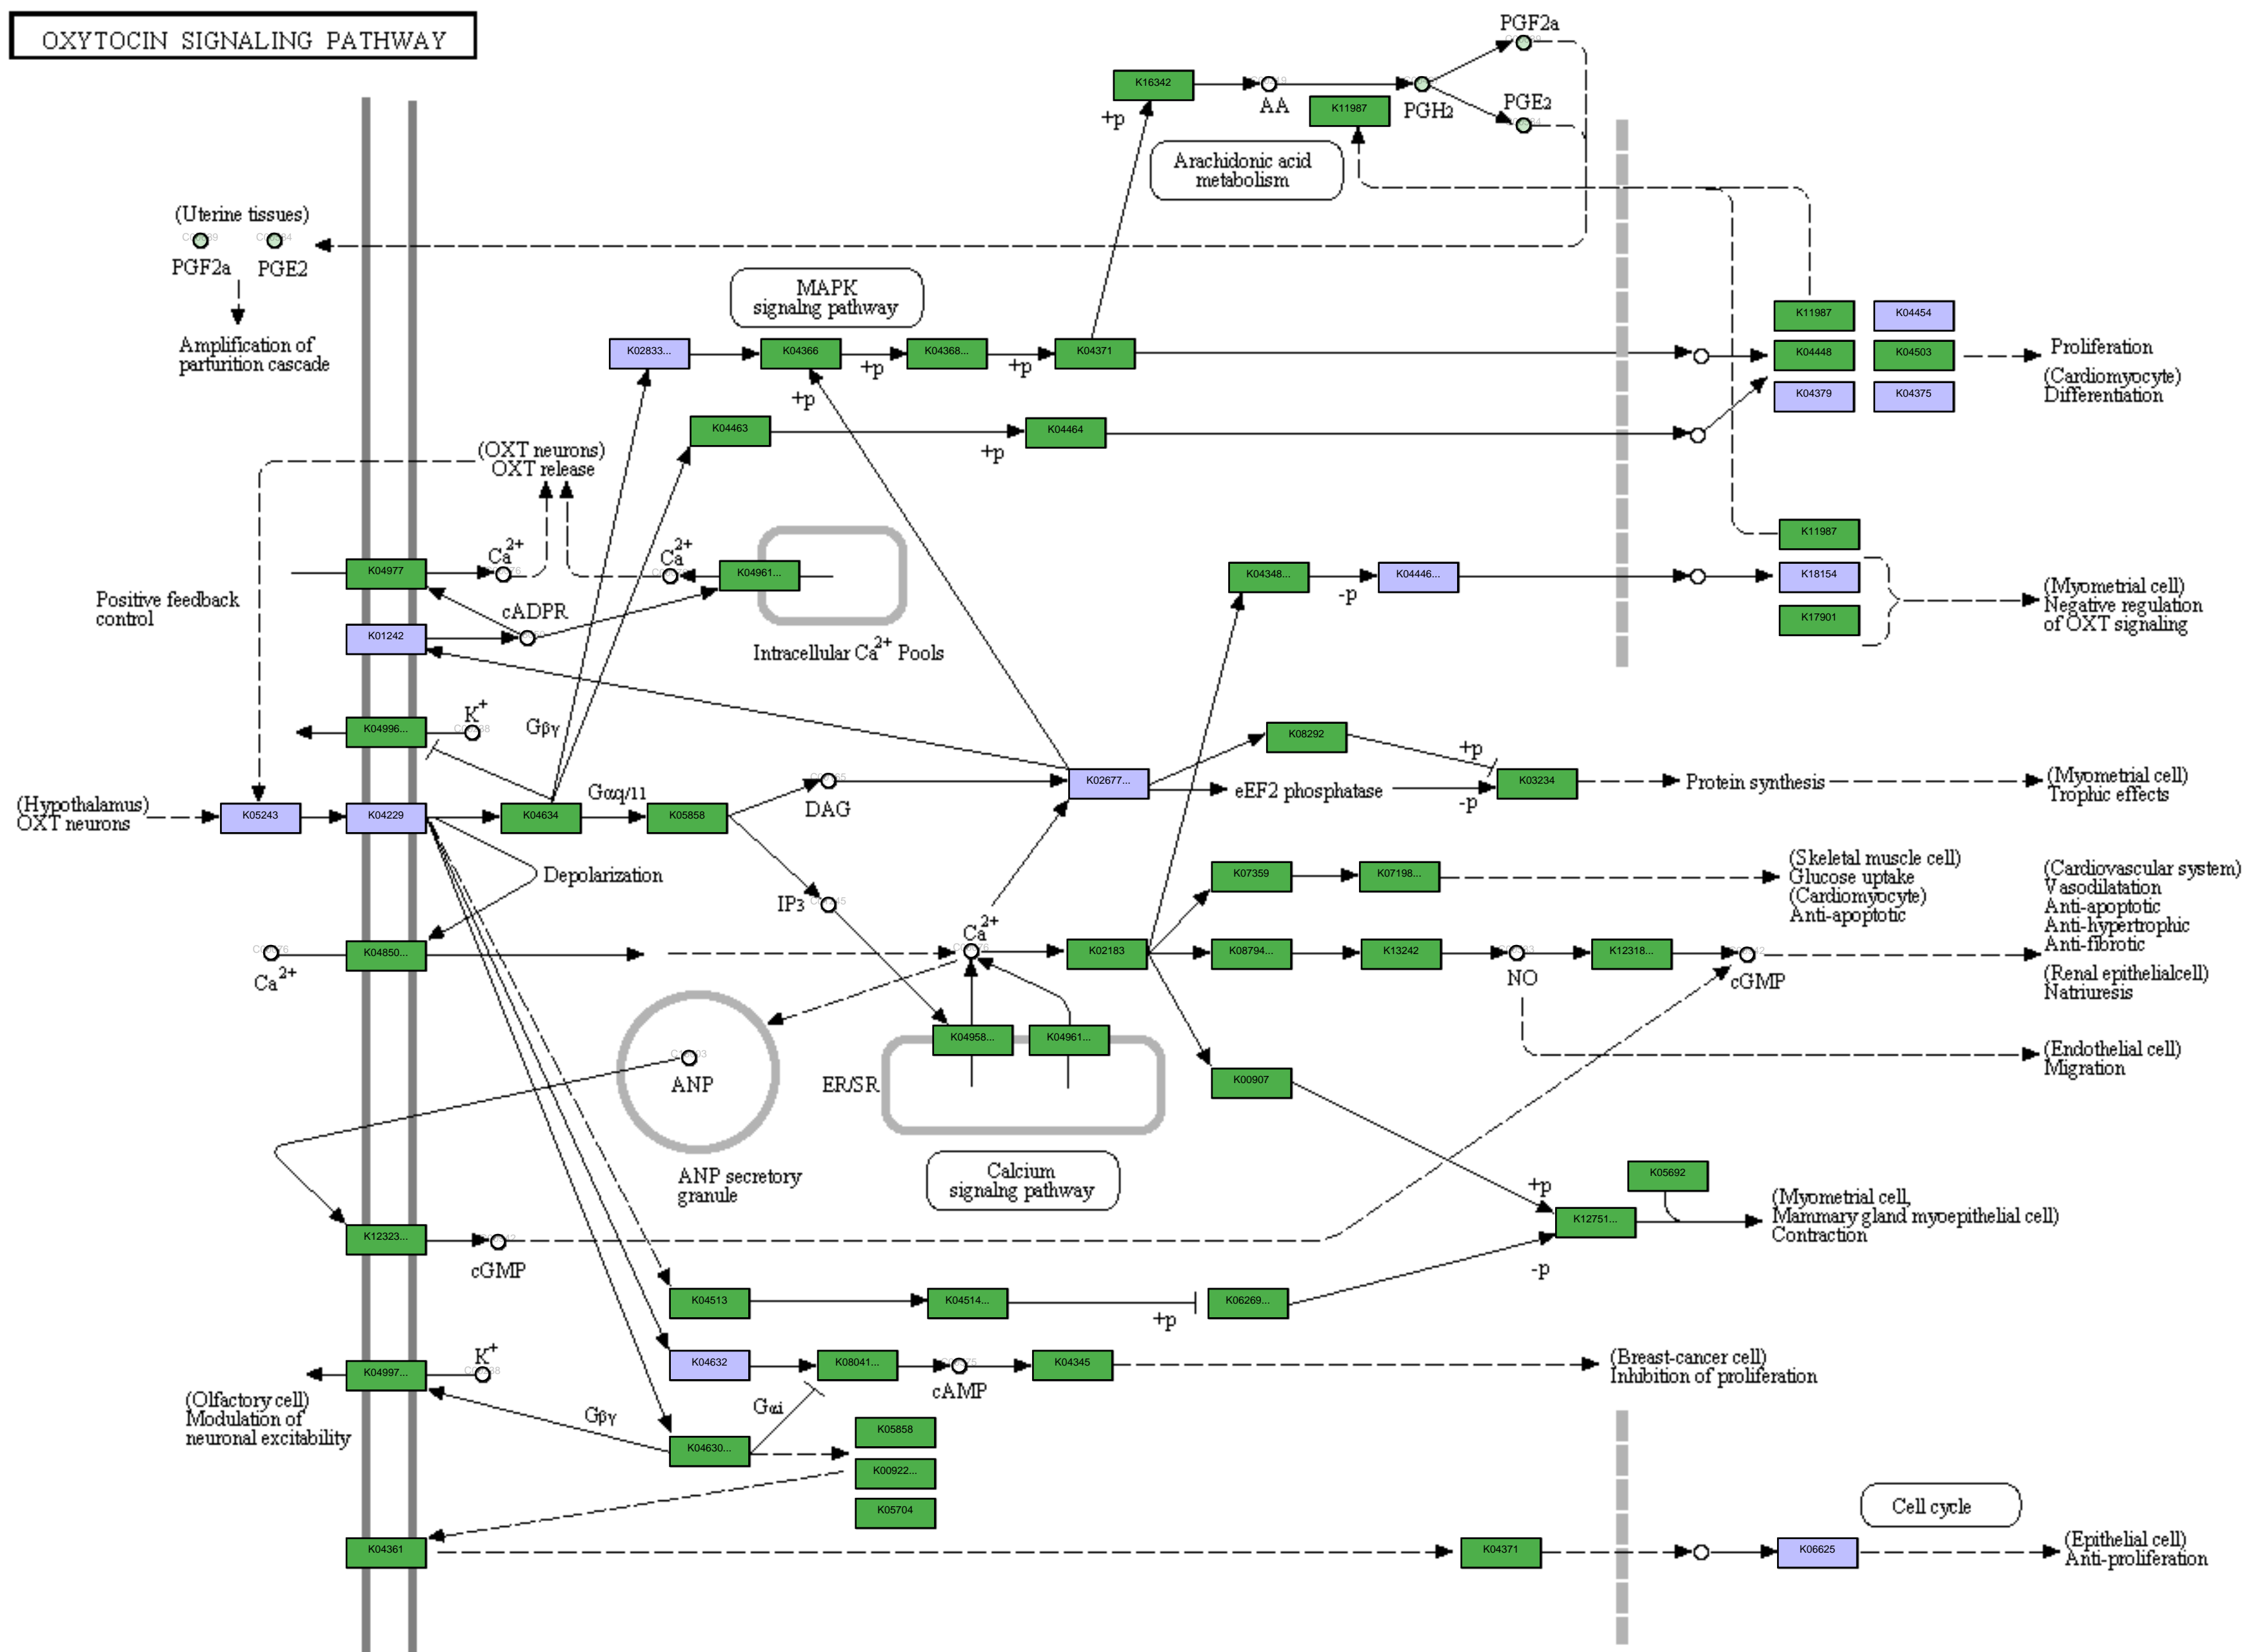 OXYTOCIN SIGNALING PATHWAY
PGF2a
K16342
AA
K11987
PGH2
PGE2
+p
Arachidonic acid
metabolism
(Uterine tissues)
PGF2a
PGE2
Amplification of
parturition cascade
MAPK
signalng pathway
K02833...
K04366
+p
K04368...
+p
K04371
+p
K11987
K04454
K04448
K04503
K04379
K04375
Proliferation
(Cardiomyocyte)
Differentiation
K04463
+p
K04464
(OXT neurons)
OXT release
Positive feedback
control
K04977
Ca2+
Ca2+
K04961...
cADPR
K01242
Intracellular Ca2+ Pools
K04348...
-p
K04446...
K11987
K18154
K17901
(Myometrial cell)
Negative regulation
of OXT signaling
K04996...
K+
Gβγ
K08292
+p
(Hypothalamus)
OXT neurons
K05243
K04229
K04634
Gαq/11
K05858
DAG
K02677...
eEF2 phosphatase
-p
K03234
Protein synthesis
(Myometrial cell)
Trophic effects
Depolarization
IP3
K07359
K07198...
(Skeletal muscle cell)
Glucose uptake
(Cardiomyocyte)
Anti-apoptotic
Ca2+
K04850...
Ca2+
K02183
K08794...
K13242
NO
K12318...
cGMP
(Cardiovascular system)
Vasodilatation
Anti-apoptotic
Anti-hypertrophic
Anti-fibrotic
(Renal epithelialcell)
Natriuresis
ANP
ER/SR
K04958...
K04961...
K00907
(Endothelial cell)
Migration
ANP secretory
granule
Calcium
signalng pathway
+p
K05692
K12751...
-p
(Myometrial cell,
Mammary gland myoepithelial cell)
Contraction
K12323...
cGMP
K04513
K04514...
+p
K06269...
K04997...
K+
K04632
K08041...
cAMP
K04345
(Breast-cancer cell)
Inhibition of proliferation
(Olfactory cell)
Modulation of
neuronal excitability
Gβγ
Gαi
K04630...
K05858
K00922...
K05704
K04361
K04371
Cell cycle
K06625
(Epithelial cell)
Anti-proliferation